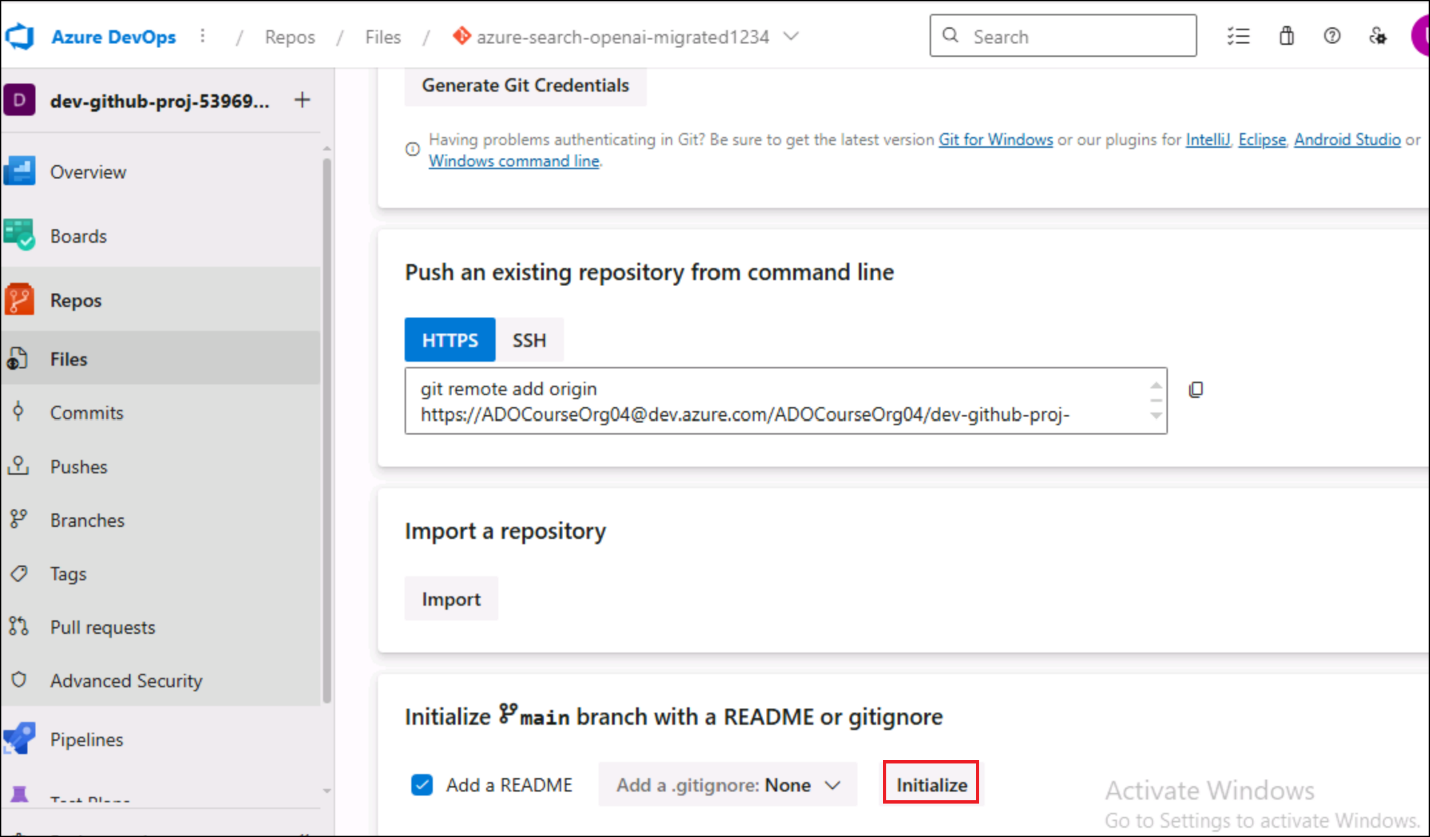 Azure DevOps / Repos / Files / azure-search-openai-migrated1234
Search
D dev-github-proj-53969... +
Overview
Boards
Repos
Files
Commits
Pushes
Branches
Tags
Pull requests
Advanced Security
Pipelines
Test Plans
Generate Git Credentials
Having problems authenticating in Git? Be sure to get the latest version Git for Windows or our plugins for IntelliJ, Eclipse, Android Studio or
Windows command line.
Push an existing repository from command line
HTTPS SSH
git remote add origin
https://ADOCourseOrg04@dev.azure.com/ADOCourseOrg04/dev-github-proj-
Import a repository
Import
Initialize main branch with a README or gitignore
Add a README Add a .gitignore: None Initialize
Activate Windows
Go to Settings to activate Windows.